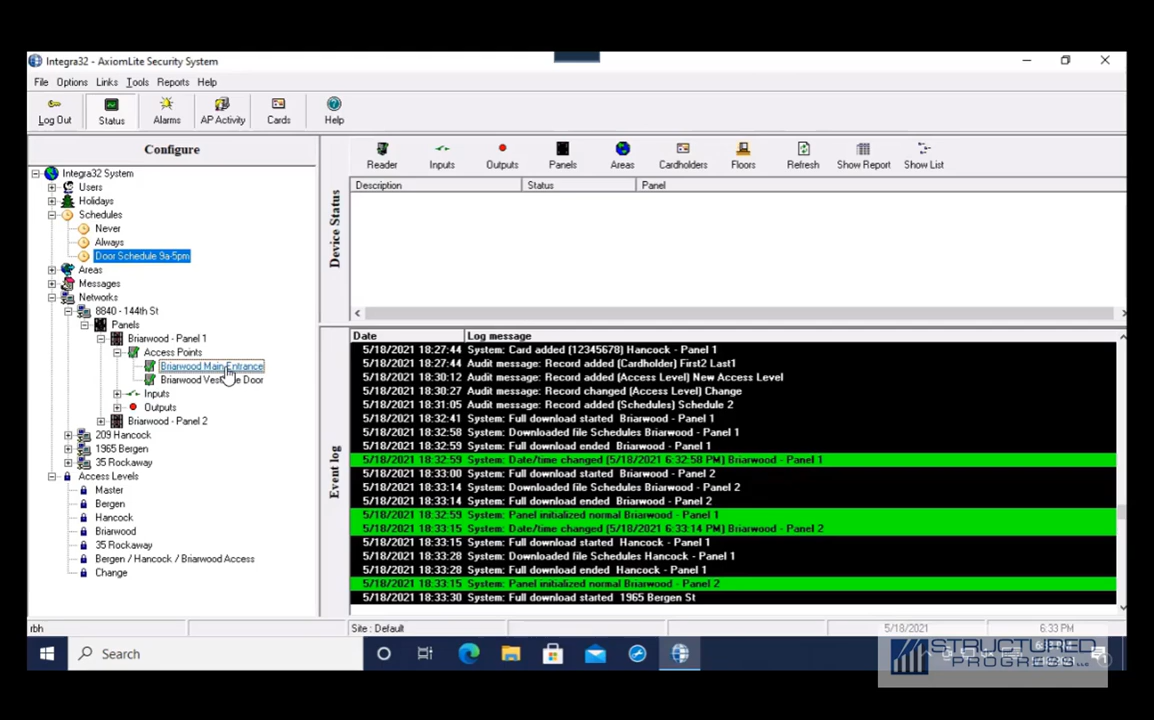 Integra32 - AxiomLite Security System
File Options Links Tools Reports Help
Log Out Status Alarms AP Activity Cards Help
Configure
Integra32 System
Users
Holidays
Schedules
Never
Always
Door Schedule 9a-5pm
Areas
Messages
Networks
8840 - 144th St
Panels
Briarwood - Panel 1
Access Points
Briarwood Main Entrance
Briarwood Door
Inputs
Outputs
Briarwood - Panel 2
209 Hancock
1965 Bergen
35 Rockaway
Access Levels
Master
Bergen
Hancock
Briarwood
35 Rockaway
Bergen / Hancock / Briarwood Access
Change
Reader Inputs Outputs Panels Areas Cardholders Floors Refresh Show Report Show List
Device Status
Description Status Panel
Event log
Date Log message
5/18/2021 18:27:44 System: Card added (12345678) Hancock - Panel 1
5/18/2021 18:27:44 Audit message: Record added (Cardholder) First2 Last1
5/18/2021 18:30:12 Audit message: Record added (Access Level) New Access Level
5/18/2021 18:30:27 Audit message: Record changed (Access Level) Change
5/18/2021 18:31:05 Audit message: Record added (Schedules) Schedule 2
5/18/2021 18:32:41 System: Full download started Briarwood - Panel 1
5/18/2021 18:32:58 System: Downloaded file Schedules Briarwood - Panel 1
5/18/2021 18:32:59 System: Full download ended Briarwood - Panel 1
5/18/2021 18:32:59 System: Date/time changed (5/18/2021 6:32:58 PM) Briarwood - Panel 1
5/18/2021 18:33:00 System: Full download started Briarwood - Panel 2
5/18/2021 18:33:14 System: Downloaded file Schedules Briarwood - Panel 2
5/18/2021 18:33:14 System: Full download ended Briarwood - Panel 2
5/18/2021 18:32:59 System: Panel initialized normal Briarwood - Panel 1
5/18/2021 18:33:15 System: Date/time changed (5/18/2021 6:33:14 PM) Briarwood - Panel 2
5/18/2021 18:33:15 System: Full download started Hancock - Panel 1
5/18/2021 18:33:28 System: Downloaded file Schedules Hancock - Panel 1
5/18/2021 18:33:28 System: Full download ended Hancock - Panel 1
5/18/2021 18:33:15 System: Panel initialized normal Briarwood - Panel 2
5/18/2021 18:33:30 System: Full download started 1965 Bergen St
rbh Site : Default 5/18/2021 6:33 PM
Search
STRUCTURED
PROGRESS LLC